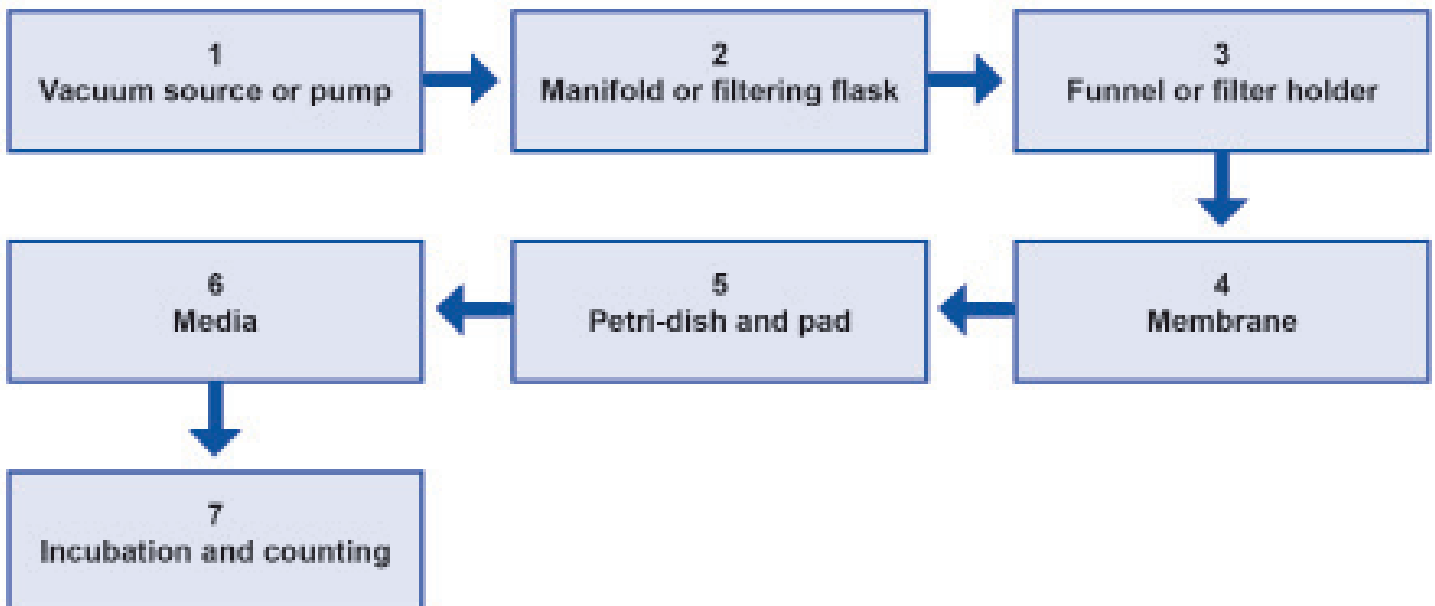 1
Vacuum source or pump
2
Manifold or filtering flask
3
Funnel or filter holder
4
Membrane
5
Petri-dish and pad
6
Media
7
Incubation and counting